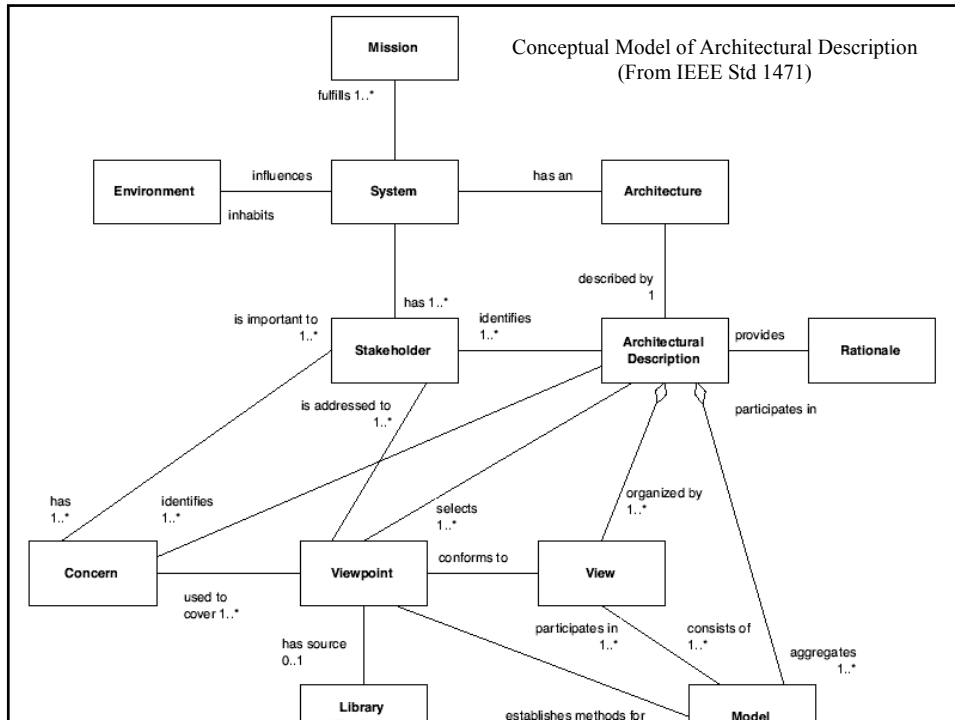 Mission
Conceptual Model of Architectural Description
(From IEEE Std 1471)
fulfills 1..*
influences
has an
Environment
System
Architecture
inhabits
described by
1
has 1..*
is important to
1..*
identifies
1..*
provides
Stakeholder
Architectural
Description
Rationale
is addressed to
1..*
participates in
has
1..*
identifies
1..*
selects
1..*
organized by
1..*
conforms to
Concern
Viewpoint
View
used to
cover 1..*
has source
0..1
participates in
1..*
consists of
1..*
aggregates
1..*
Library
establishes methods for
Model